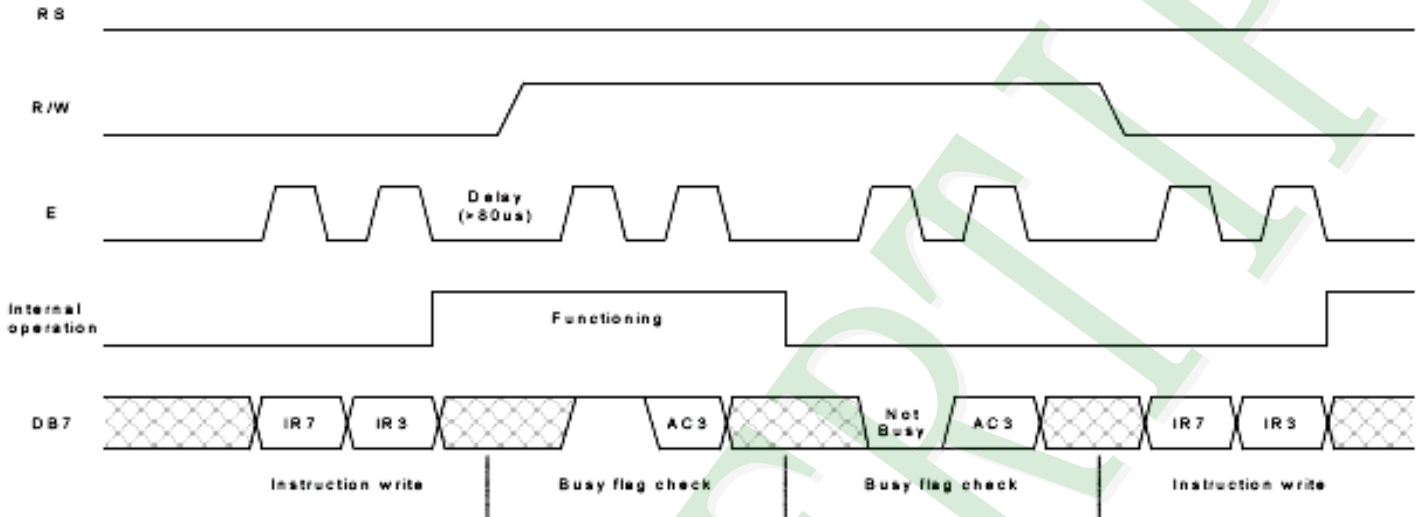 RS
R/W
E
Delay
(>80us)
Internal
operation
Functioning
DB7
IR7
IR3
AC3
Not
Busy
AC3
IR7
IR3
Instruction write
Busy flag check
Busy flag check
Instruction write